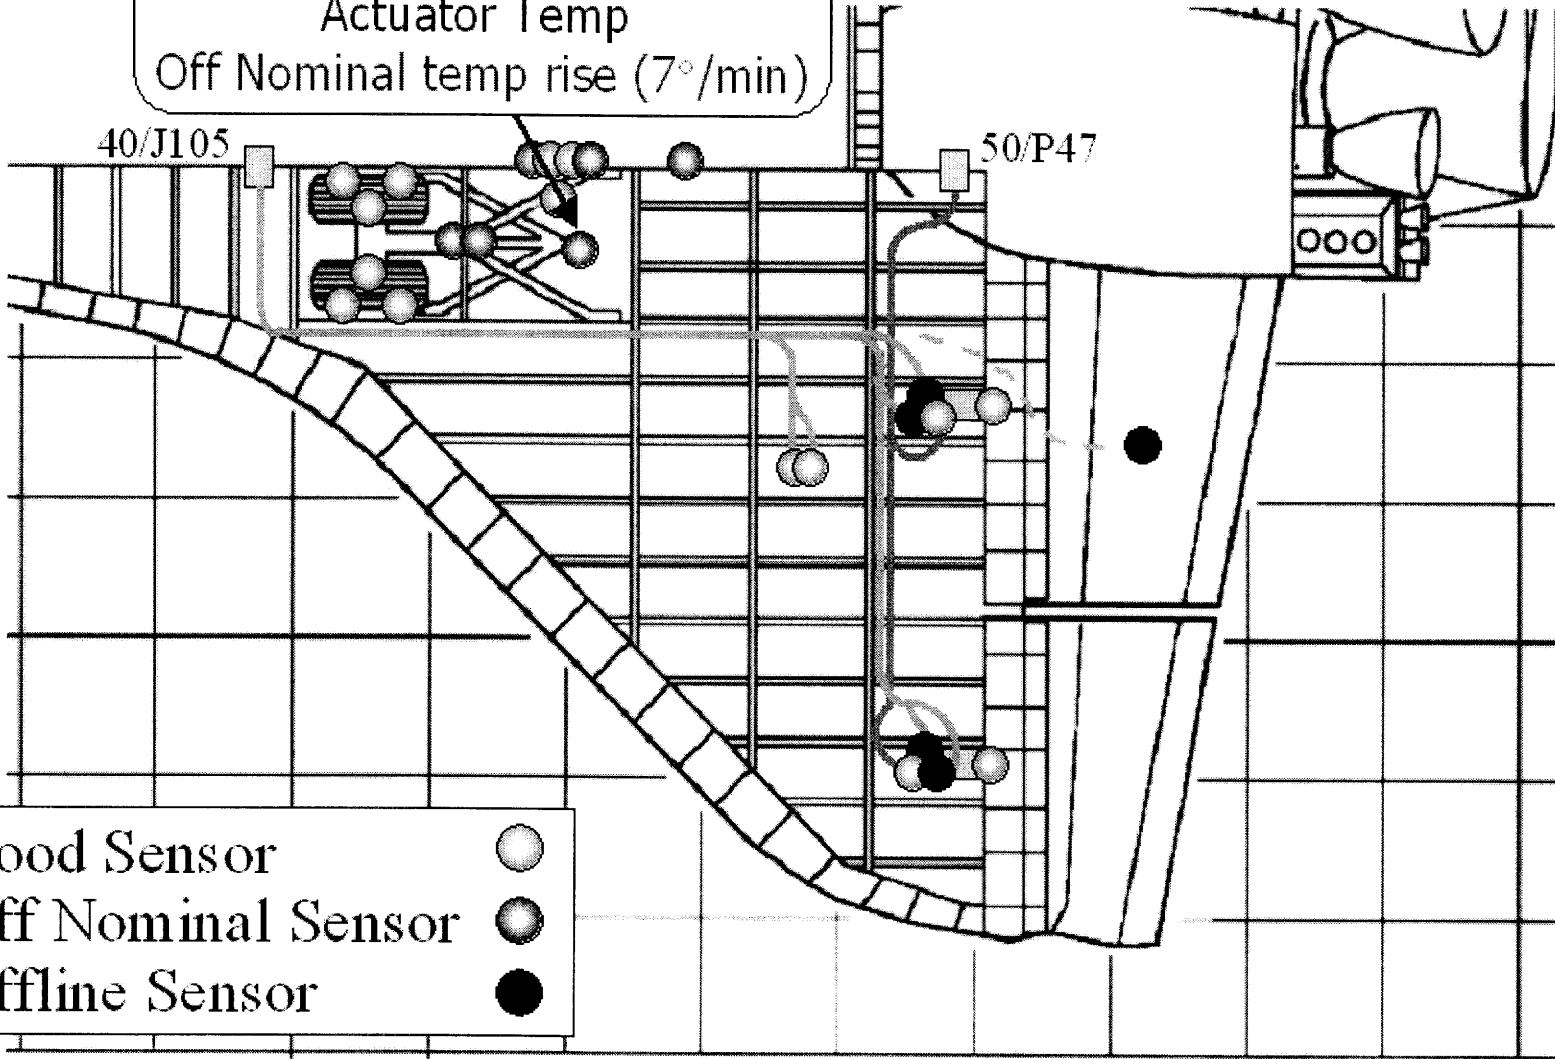 Actuator Temp
Off Nominal temp rise (7°/min)
40/J105
50/P47
ood Sensor
ff Nominal Sensor
ffline Sensor